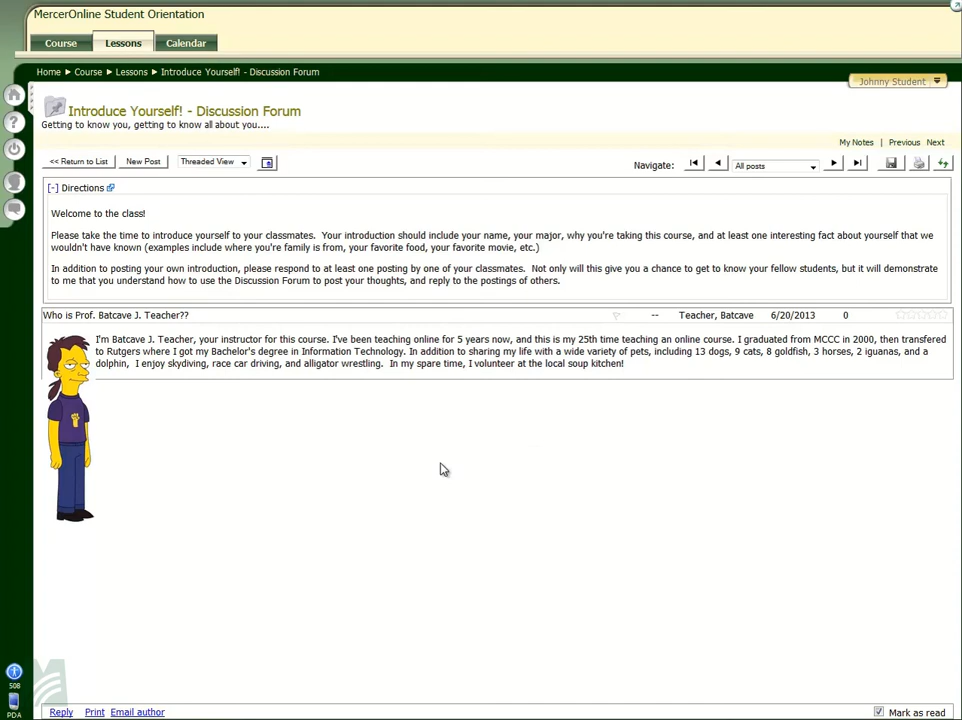 MercerOnline Student Orientation
Course
Lessons
Calendar
Home ▶ Course ▶ Lessons ▶ Introduce Yourself! - Discussion Forum
Johnny Student
Introduce Yourself! - Discussion Forum
Getting to know you, getting to know all about you....
My Notes | Previous Next
<< Return to List
New Post
Threaded View
Navigate:
All posts
[-] Directions
Welcome to the class!
Please take the time to introduce yourself to your classmates. Your introduction should include your name, your major, why you're taking this course, and at least one interesting fact about yourself that we
wouldn't have known (examples include where you're family is from, your favorite food, your favorite movie, etc.)
In addition to posting your own introduction, please respond to at least one posting by one of your classmates. Not only will this give you a chance to get to know your fellow students, but it will demonstrate
to me that you understand how to use the Discussion Forum to post your thoughts, and reply to the postings of others.
Who is Prof. Batcave J. Teacher?? -- Teacher, Batcave 6/20/2013 0
I'm Batcave J. Teacher, your instructor for this course. I've been teaching online for 5 years now, and this is my 25th time teaching an online course. I graduated from MCCC in 2000, then transfered
to Rutgers where I got my Bachelor's degree in Information Technology. In addition to sharing my life with a wide variety of pets, including 13 dogs, 9 cats, 8 goldfish, 3 horses, 2 iguanas, and a
dolphin, I enjoy skydiving, race car driving, and alligator wrestling. In my spare time, I volunteer at the local soup kitchen!
508
PDA
Reply Print Email author
Mark as read